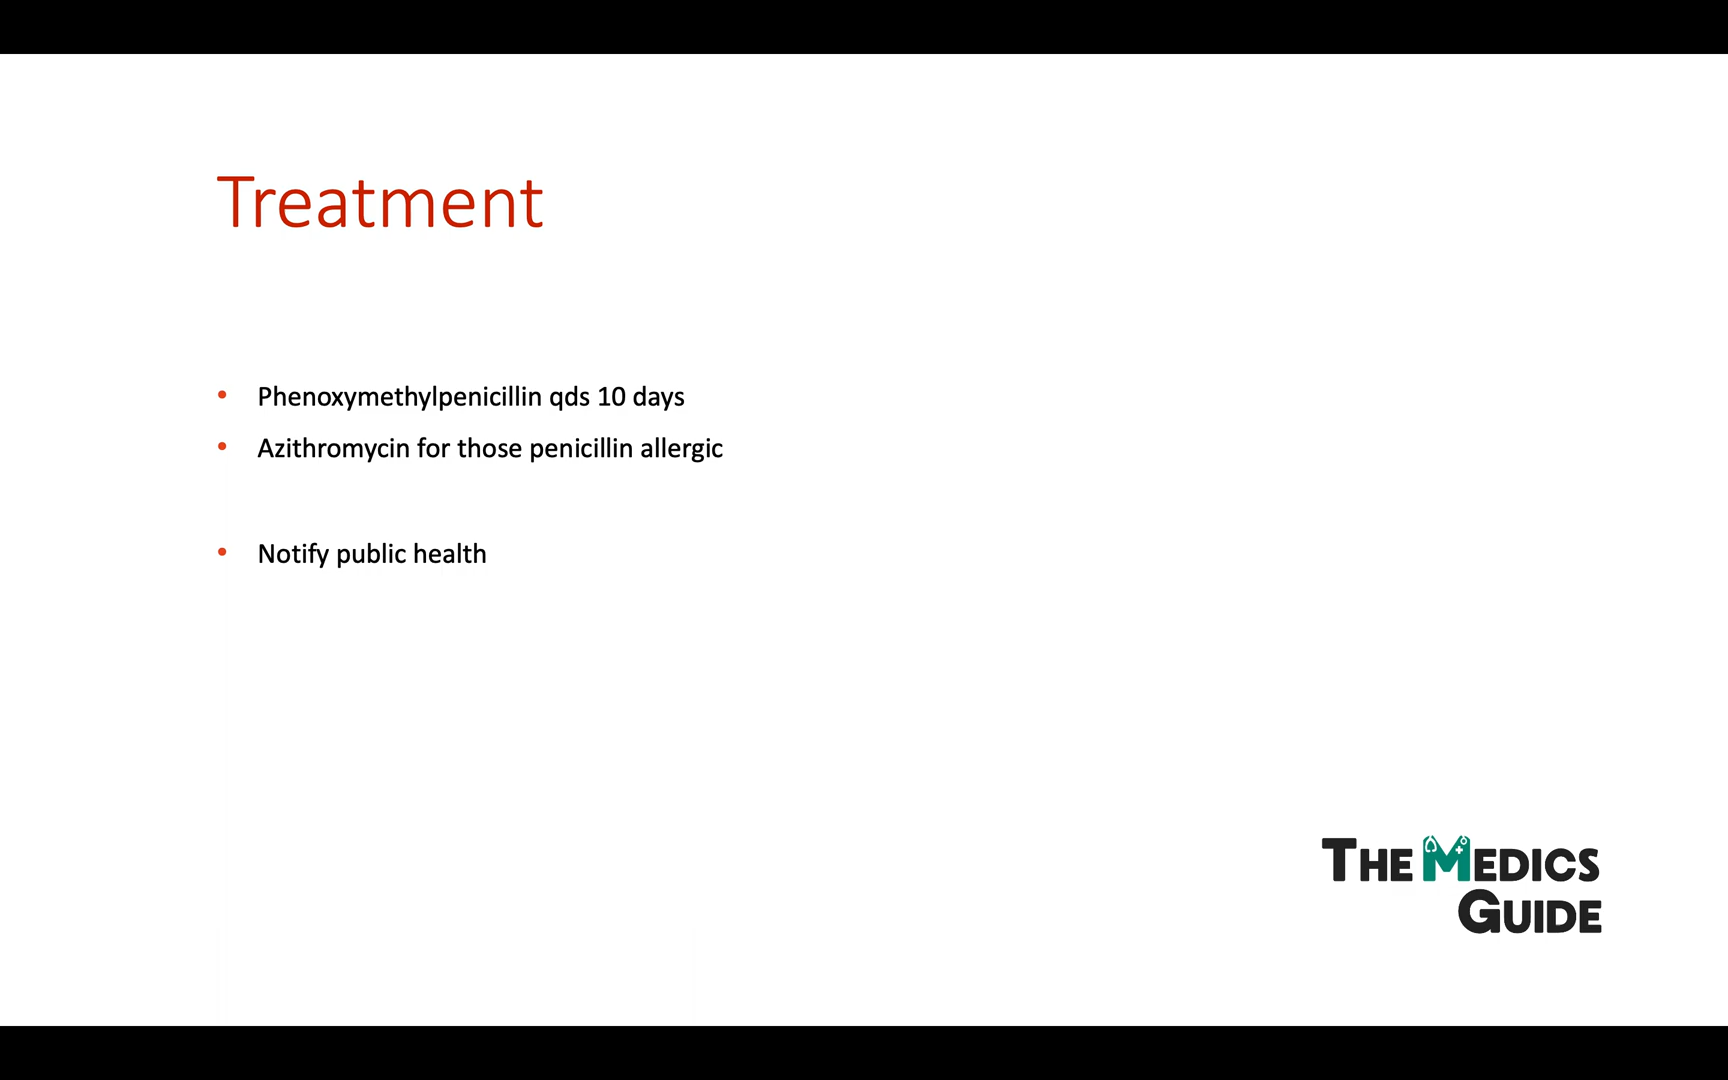 Treatment
• Phenoxymethylpenicillin qds 10 days
• Azithromycin for those penicillin allergic
• Notify public health
THE MEDICS
GUIDE